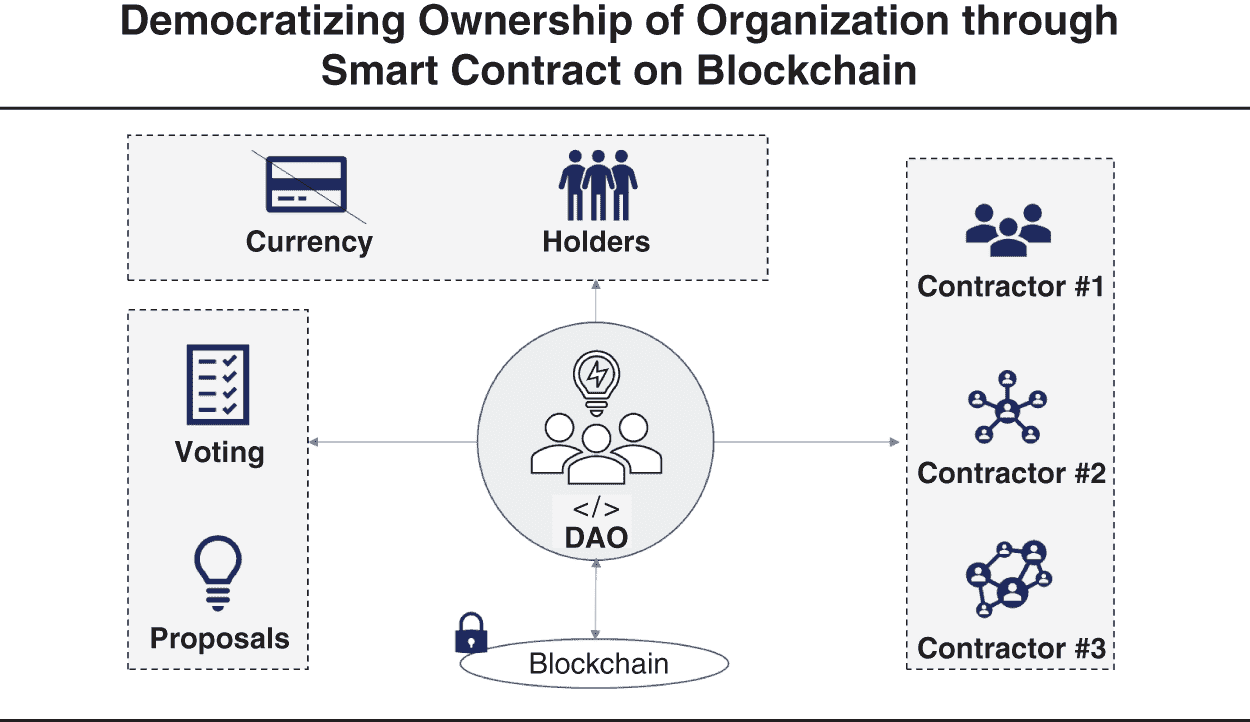 Democratizing Ownership of Organization through
Smart Contract on Blockchain
Currency
Holders
Voting
Proposals
</>
DAO
Blockchain
Contractor #1
Contractor #2
Contractor #3